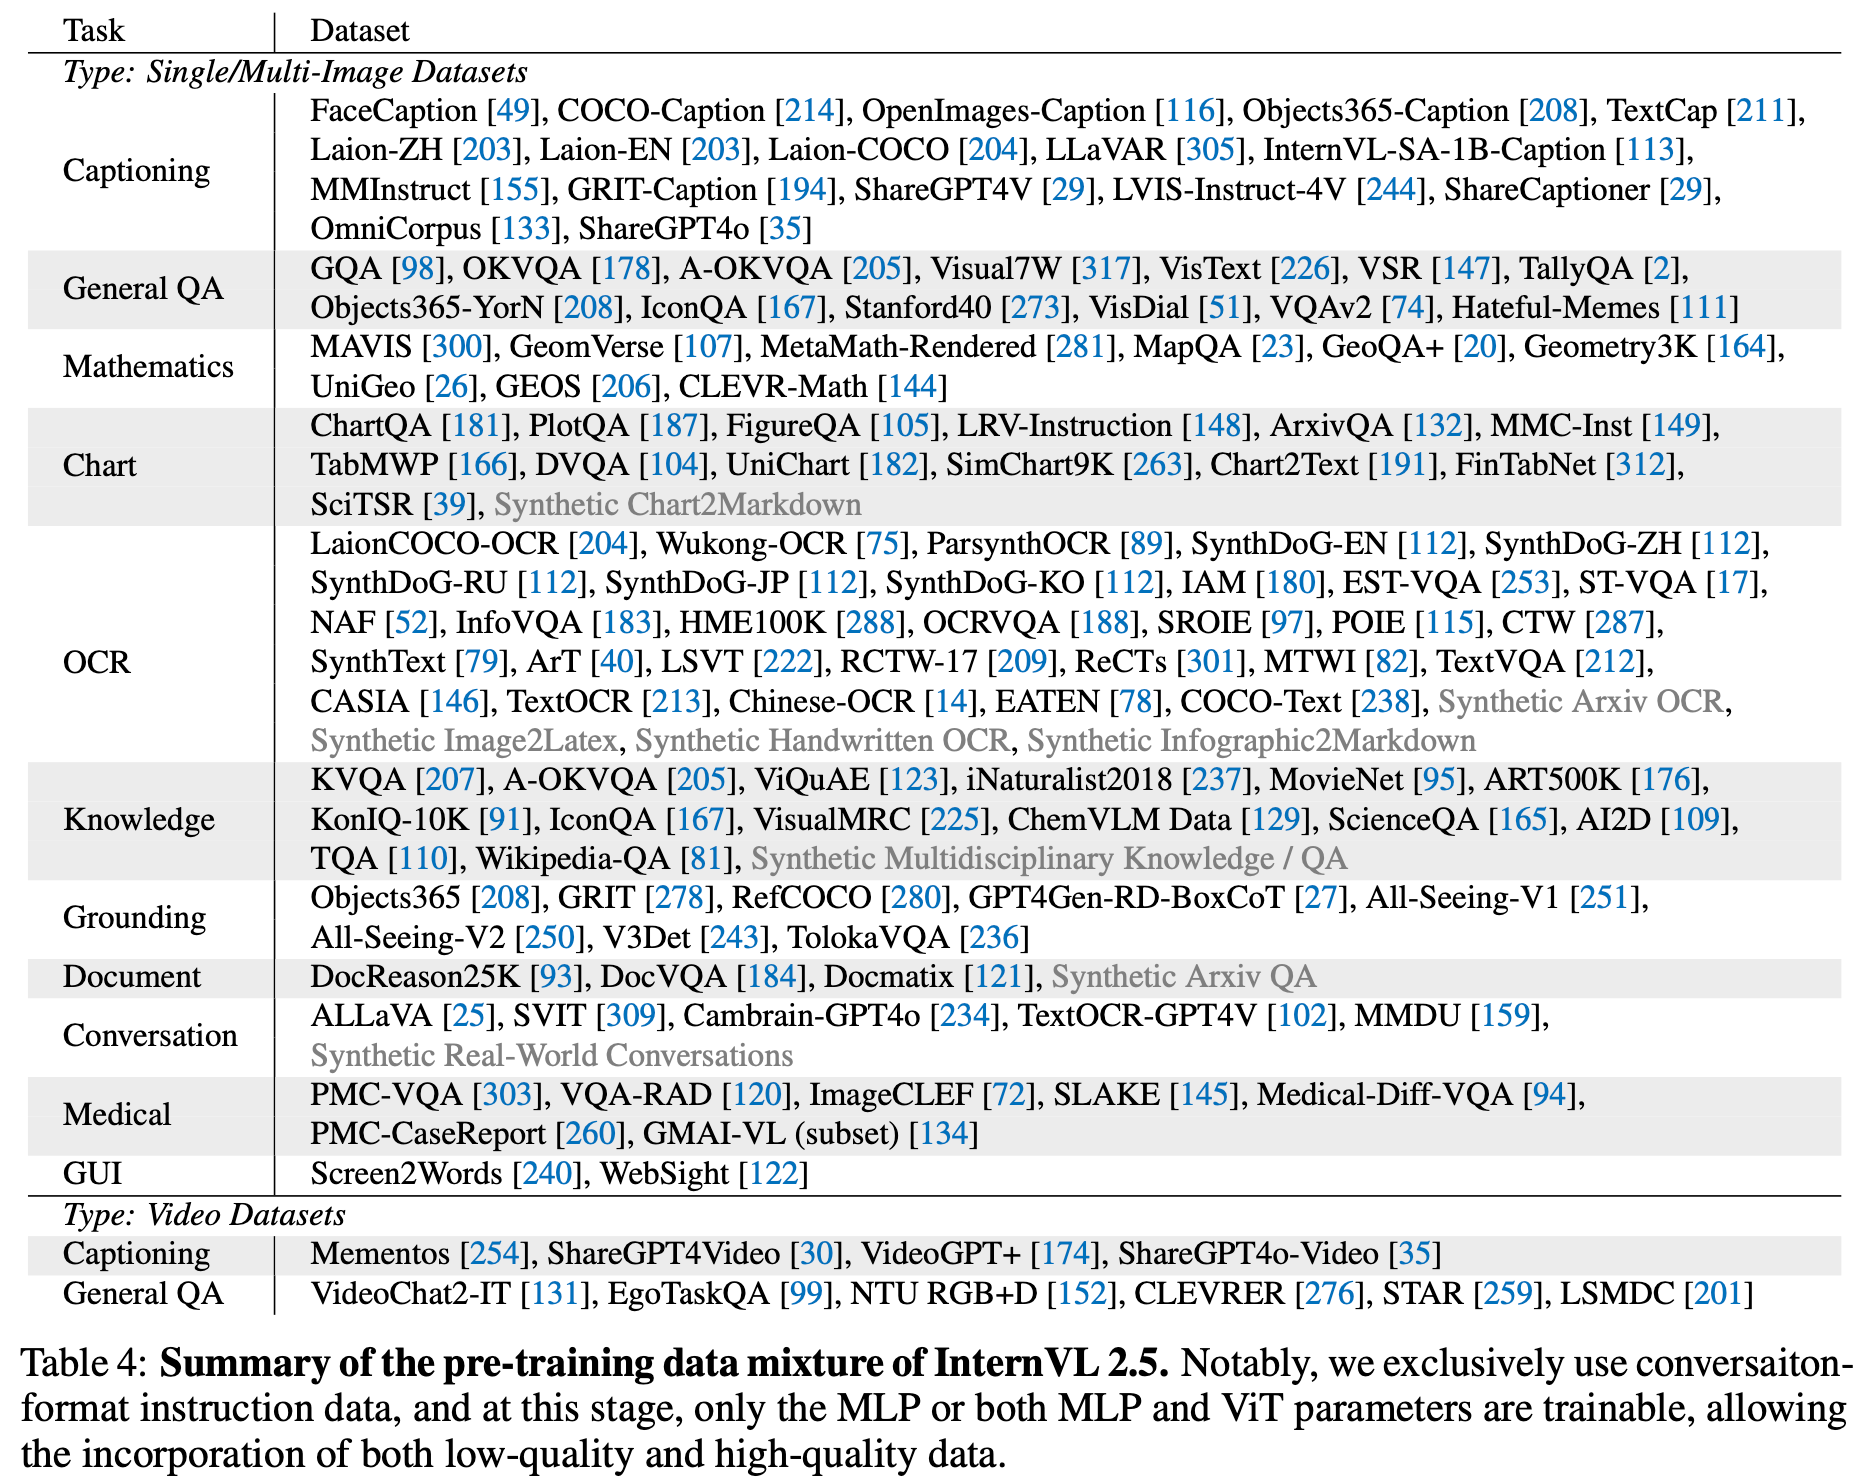 Task Dataset
Type: Single/Multi-Image Datasets
Captioning
FaceCaption [49], COCO-Caption [214], OpenImages-Caption [116], Objects365-Caption [208], TextCap [211],
Laion-ZH [203], Laion-EN [203], Laion-COCO [204], LLaVAR [305], InternVL-SA-1B-Caption [113],
MMInstruct [155], GRIT-Caption [194], ShareGPT4V [29], LVIS-Instruct-4V [244], ShareCaptioner [29],
OmniCorpus [133], ShareGPT4o [35]
General QA
GQA [98], OKVQA [178], A-OKVQA [205], Visual7W [317], VisText [226], VSR [147], TallyQA [2],
Objects365-YorN [208], IconQA [167], Stanford40 [273], VisDial [51], VQAv2 [74], Hateful-Memes [111]
Mathematics
MAVIS [300], GeomVerse [107], MetaMath-Rendered [281], MapQA [23], GeoQA+ [20], Geometry3K [164],
UniGeo [26], GEOS [206], CLEVR-Math [144]
Chart
ChartQA [181], PlotQA [187], FigureQA [105], LRV-Instruction [148], ArxivQA [132], MMC-Inst [149],
TabMWP [166], DVQA [104], UniChart [182], SimChart9K [263], Chart2Text [191], FinTabNet [312],
SciTSR [39], Synthetic Chart2Markdown
OCR
LaionCOCO-OCR [204], Wukong-OCR [75], ParsynthOCR [89], SynthDoG-EN [112], SynthDoG-ZH [112],
SynthDoG-RU [112], SynthDoG-JP [112], SynthDoG-KO [112], IAM [180], EST-VQA [253], ST-VQA [17],
NAF [52], InfoVQA [183], HME100K [288], OCRVQA [188], SROIE [97], POIE [115], CTW [287],
SynthText [79], ArT [40], LSVT [222], RCTW-17 [209], ReCTs [301], MTWI [82], TextVQA [212],
CASIA [146], TextOCR [213], Chinese-OCR [14], EATEN [78], COCO-Text [238], Synthetic Arxiv OCR,
Synthetic Image2Latex, Synthetic Handwritten OCR, Synthetic Infographic2Markdown
Knowledge
KVQA [207], A-OKVQA [205], ViQuAE [123], iNaturalist2018 [237], MovieNet [95], ART500K [176],
KonIQ-10K [91], IconQA [167], VisualMRC [225], ChemVLM Data [129], ScienceQA [165], AI2D [109],
TQA [110], Wikipedia-QA [81], Synthetic Multidisciplinary Knowledge / QA
Grounding
Objects365 [208], GRIT [278], RefCOCO [280], GPT4Gen-RD-BoxCoT [27], All-Seeing-V1 [251],
All-Seeing-V2 [250], V3Det [243], TolokaVQA [236]
Document
DocReason25K [93], DocVQA [184], Docmatix [121], Synthetic Arxiv QA
Conversation
ALLaVA [25], SVIT [309], Cambrain-GPT4o [234], TextOCR-GPT4V [102], MMDU [159],
Synthetic Real-World Conversations
Medical
PMC-VQA [303], VQA-RAD [120], ImageCLEF [72], SLAKE [145], Medical-Diff-VQA [94],
PMC-CaseReport [260], GMAI-VL (subset) [134]
GUI
Screen2Words [240], WebSight [122]
Type: Video Datasets
Captioning
Mementos [254], ShareGPT4Video [30], VideoGPT+ [174], ShareGPT4o-Video [35]
General QA
VideoChat2-IT [131], EgoTaskQA [99], NTU RGB+D [152], CLEVRER [276], STAR [259], LSMDC [201]
Table 4: Summary of the pre-training data mixture of InternVL 2.5. Notably, we exclusively use conversaiton-
format instruction data, and at this stage, only the MLP or both MLP and ViT parameters are trainable, allowing
the incorporation of both low-quality and high-quality data.